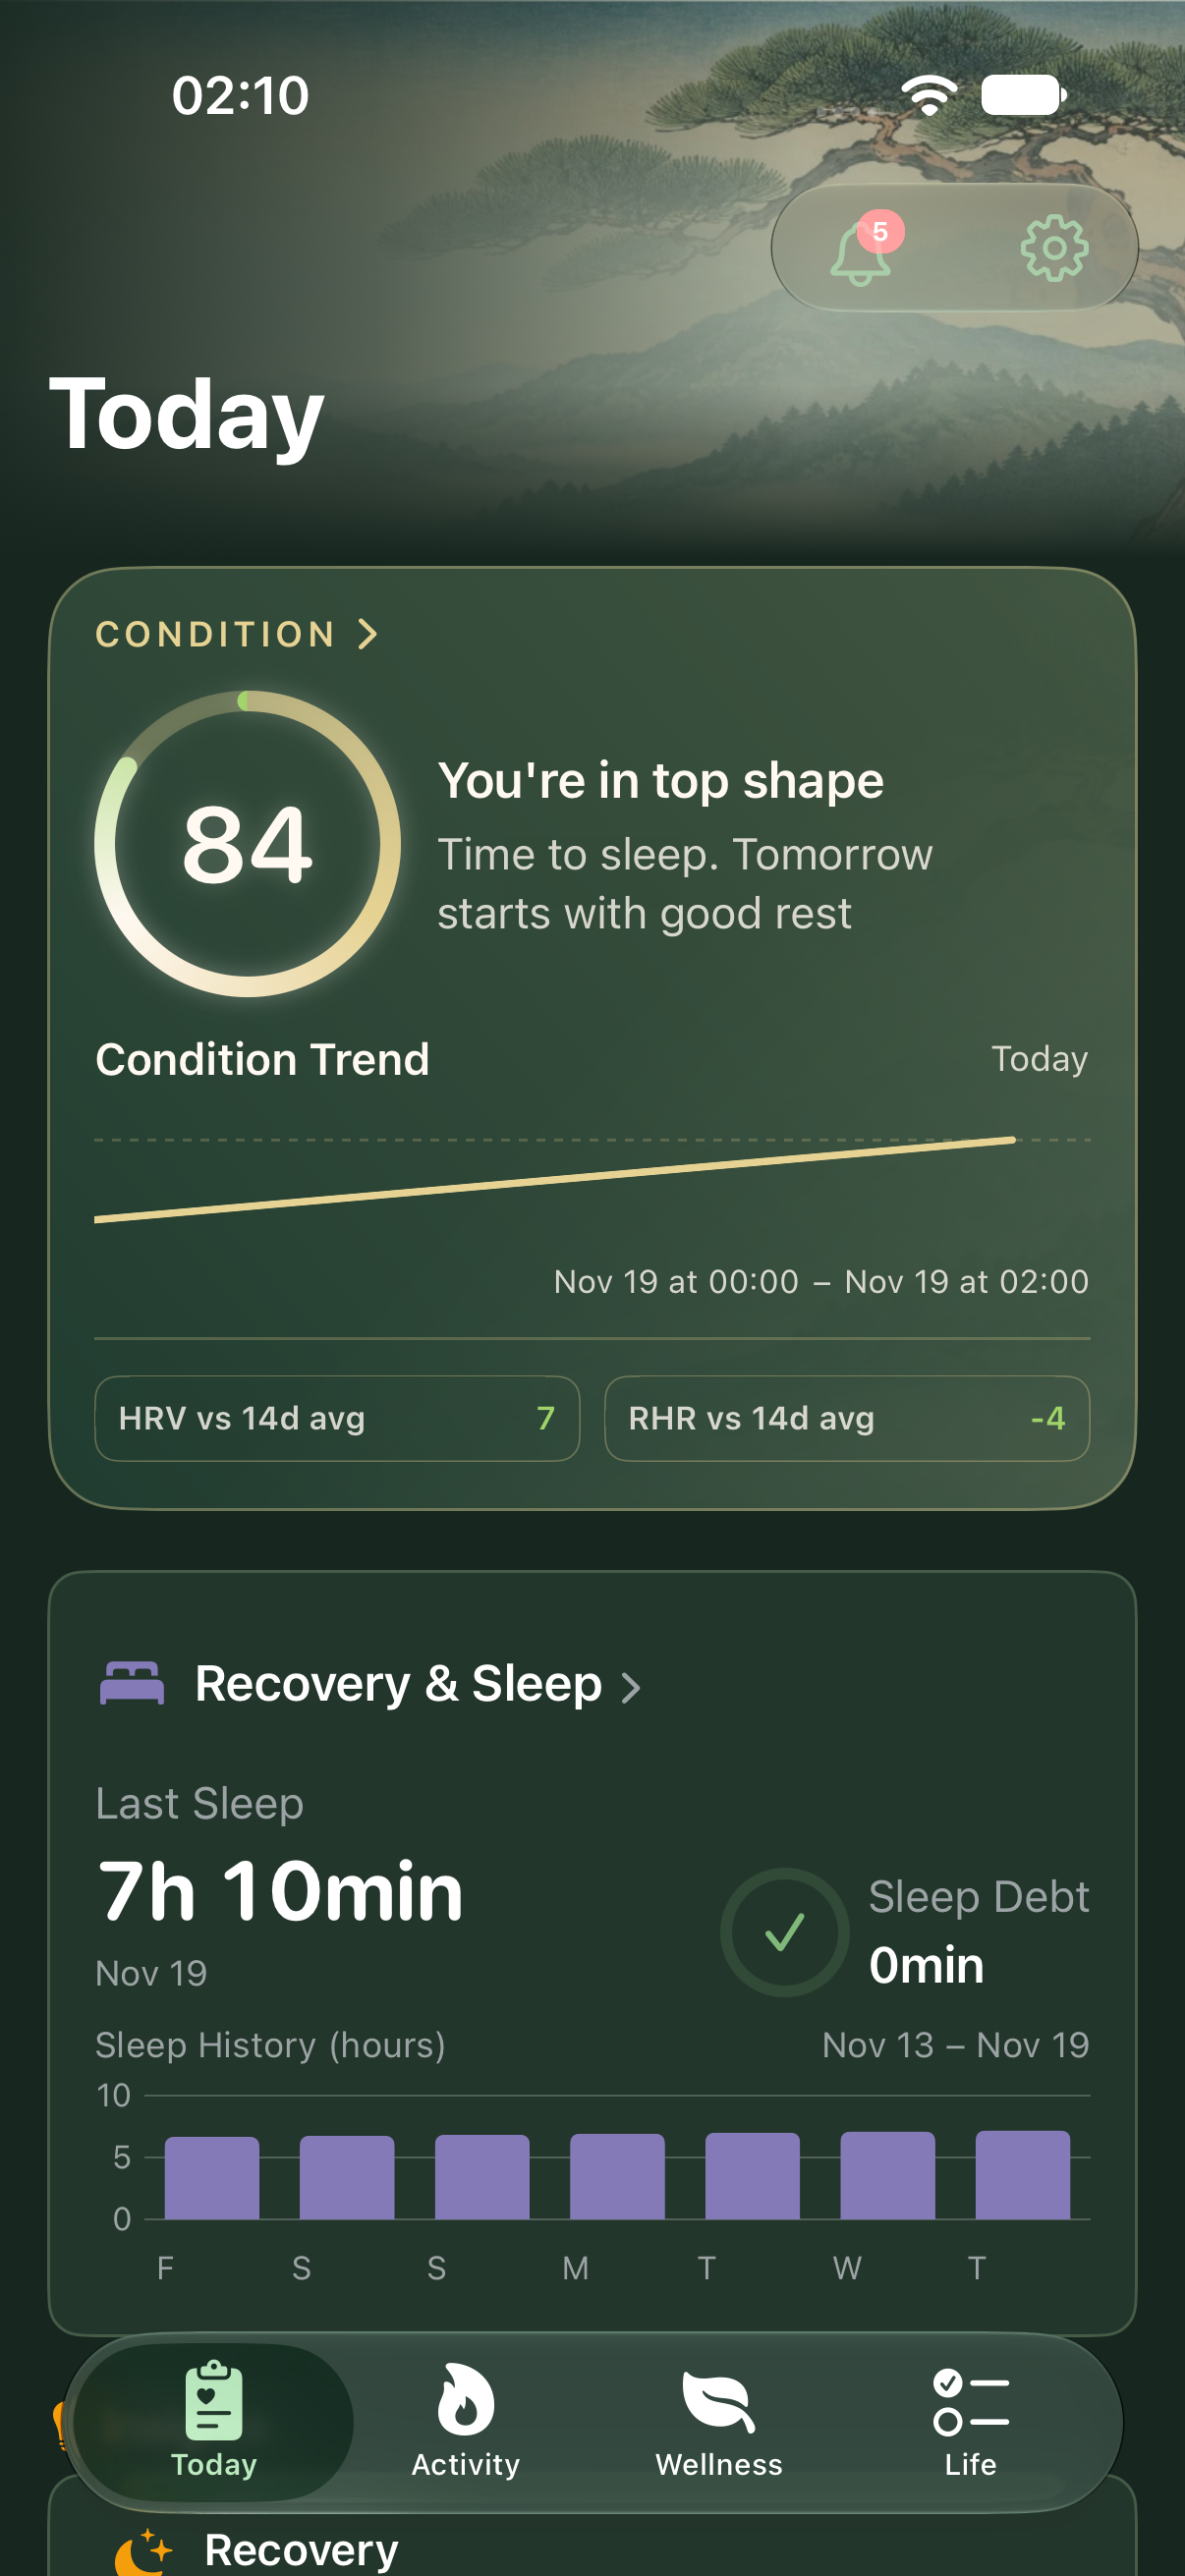 02:10
5
Today
CONDITION
84
You're in top shape
Time to sleep. Tomorrow
starts with good rest
Condition Trend
Today
Nov 19 at 00:00 – Nov 19 at 02:00
HRV vs 14d avg 7
RHR vs 14d avg -4
Recovery & Sleep
Last Sleep
7h 10min
Nov 19
Sleep Debt
0min
Sleep History (hours)
Nov 13 – Nov 19
10
5
0
F S S M T W T
Today
Activity
Wellness
Life
Recovery